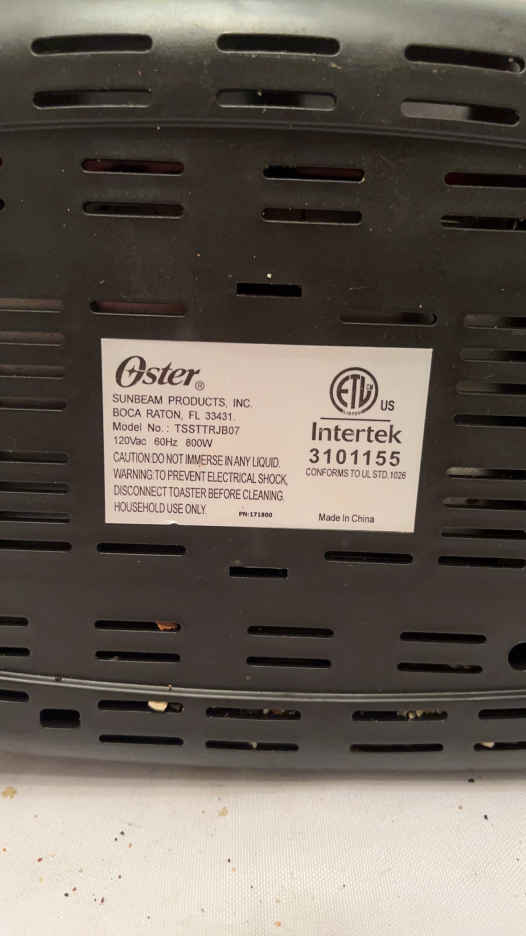 Oster®
SUNBEAM PRODUCTS, INC.
BOCA RATON, FL 33431.
Model No.: TSSTTRJB07
120Vac 60Hz 800W
CAUTION:DO NOT IMMERSE IN ANY LIQUID.
WARNING:TO PREVENT ELECTRICAL SHOCK,
DISCONNECT TOASTER BEFORE CLEANING.
HOUSEHOLD USE ONLY.
PN:171800
ETL CM
LISTED
US
Intertek
3101155
CONFORMS TO UL STD.1026
Made In China